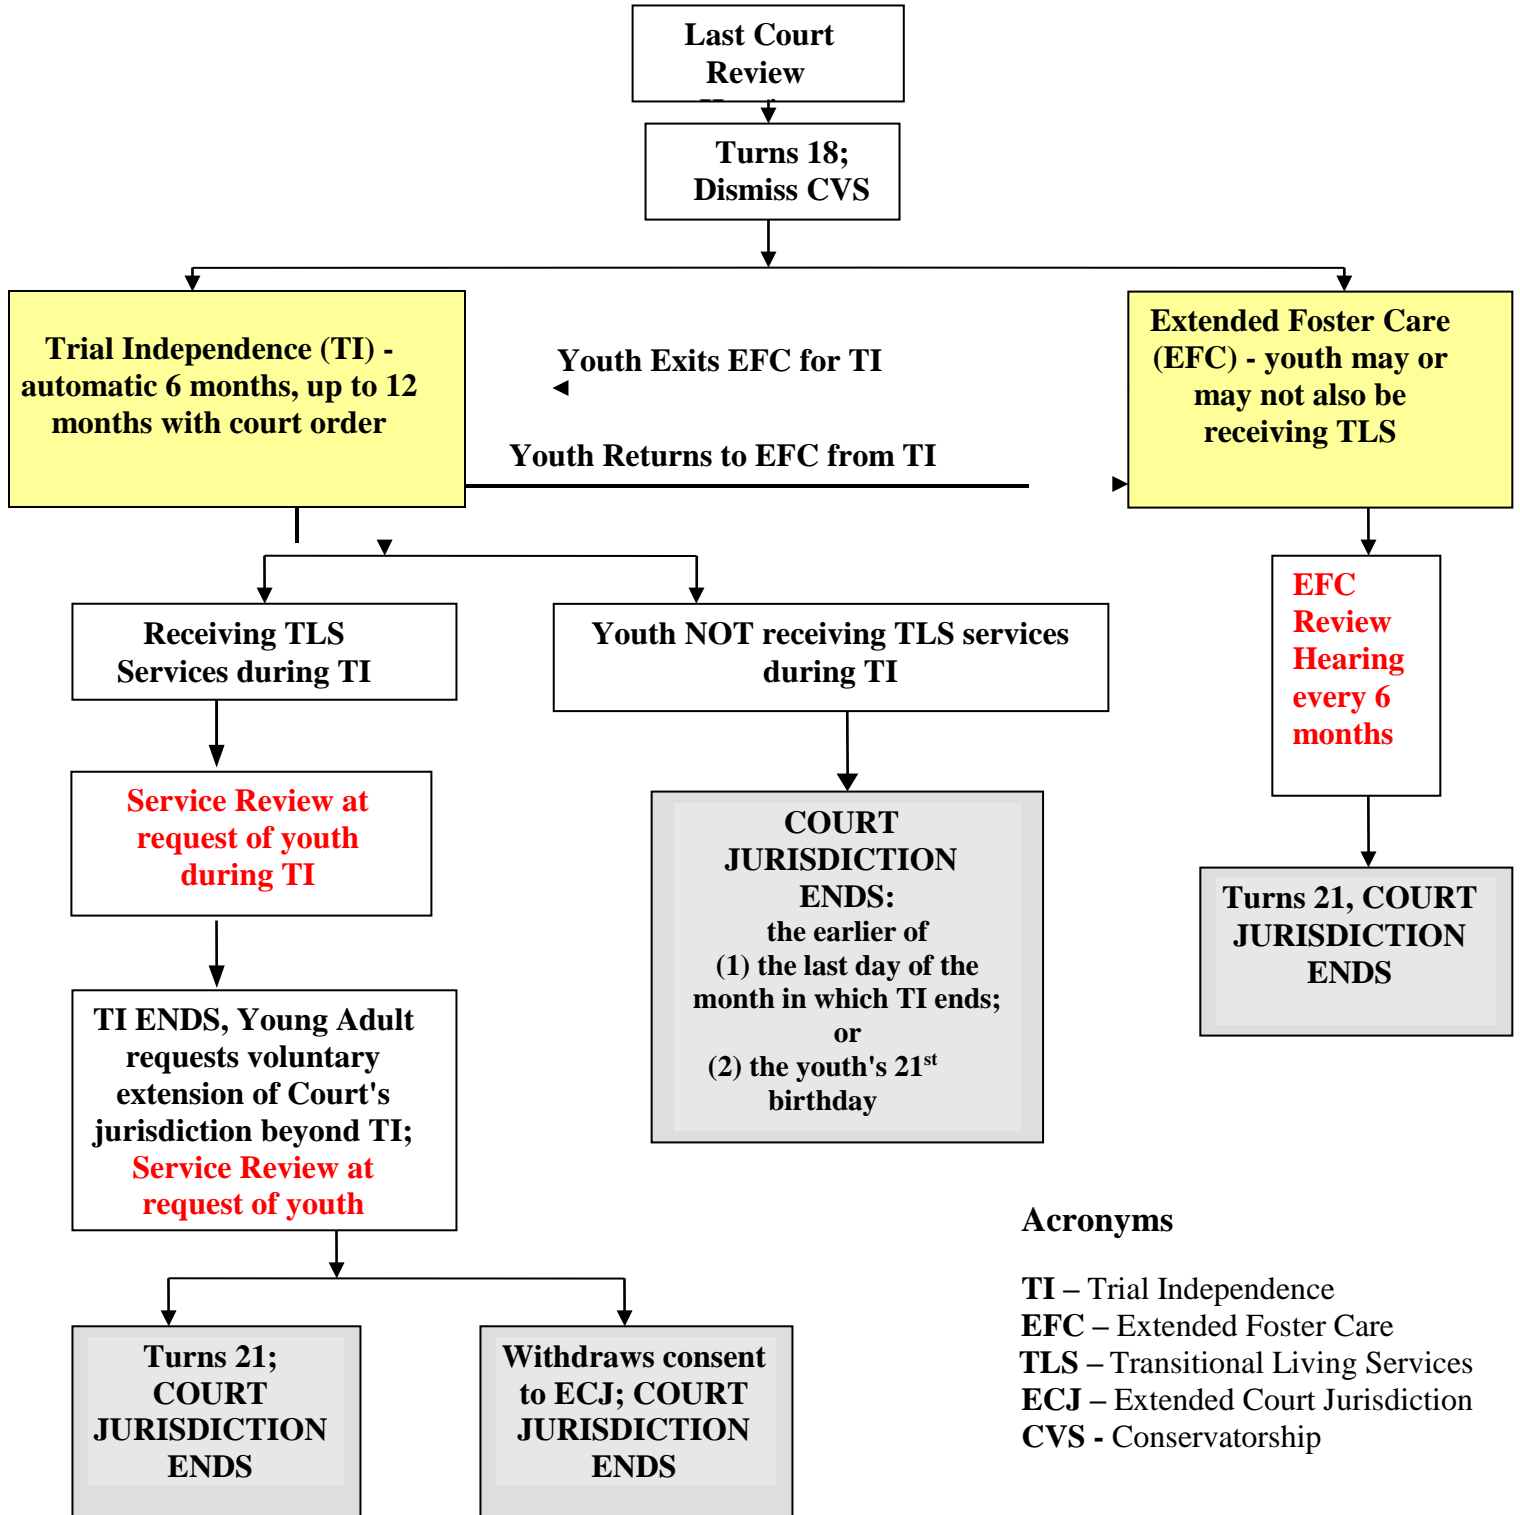 Last Court
Review
Turns 18;
Dismiss CVS
Trial Independence (TI) -
automatic 6 months, up to 12
months with court order
Youth Exits EFC for TI
Youth Returns to EFC from TI
Extended Foster Care
(EFC) - youth may or
may not also be
receiving TLS
Receiving TLS
Services during TI
Youth NOT receiving TLS services
during TI
EFC
Review
Hearing
every 6
months
Service Review at
request of youth
during TI
COURT
JURISDICTION
ENDS:
the earlier of
(1) the last day of the
month in which TI ends;
or
(2) the youth's 21st
birthday
Turns 21, COURT
JURISDICTION
ENDS
TI ENDS, Young Adult
requests voluntary
extension of Court's
jurisdiction beyond TI;
Service Review at
request of youth
Turns 21;
COURT
JURISDICTION
ENDS
Withdraws consent
to ECJ; COURT
JURISDICTION
ENDS
Acronyms
TI – Trial Independence
EFC – Extended Foster Care
TLS – Transitional Living Services
ECJ – Extended Court Jurisdiction
CVS - Conservatorship